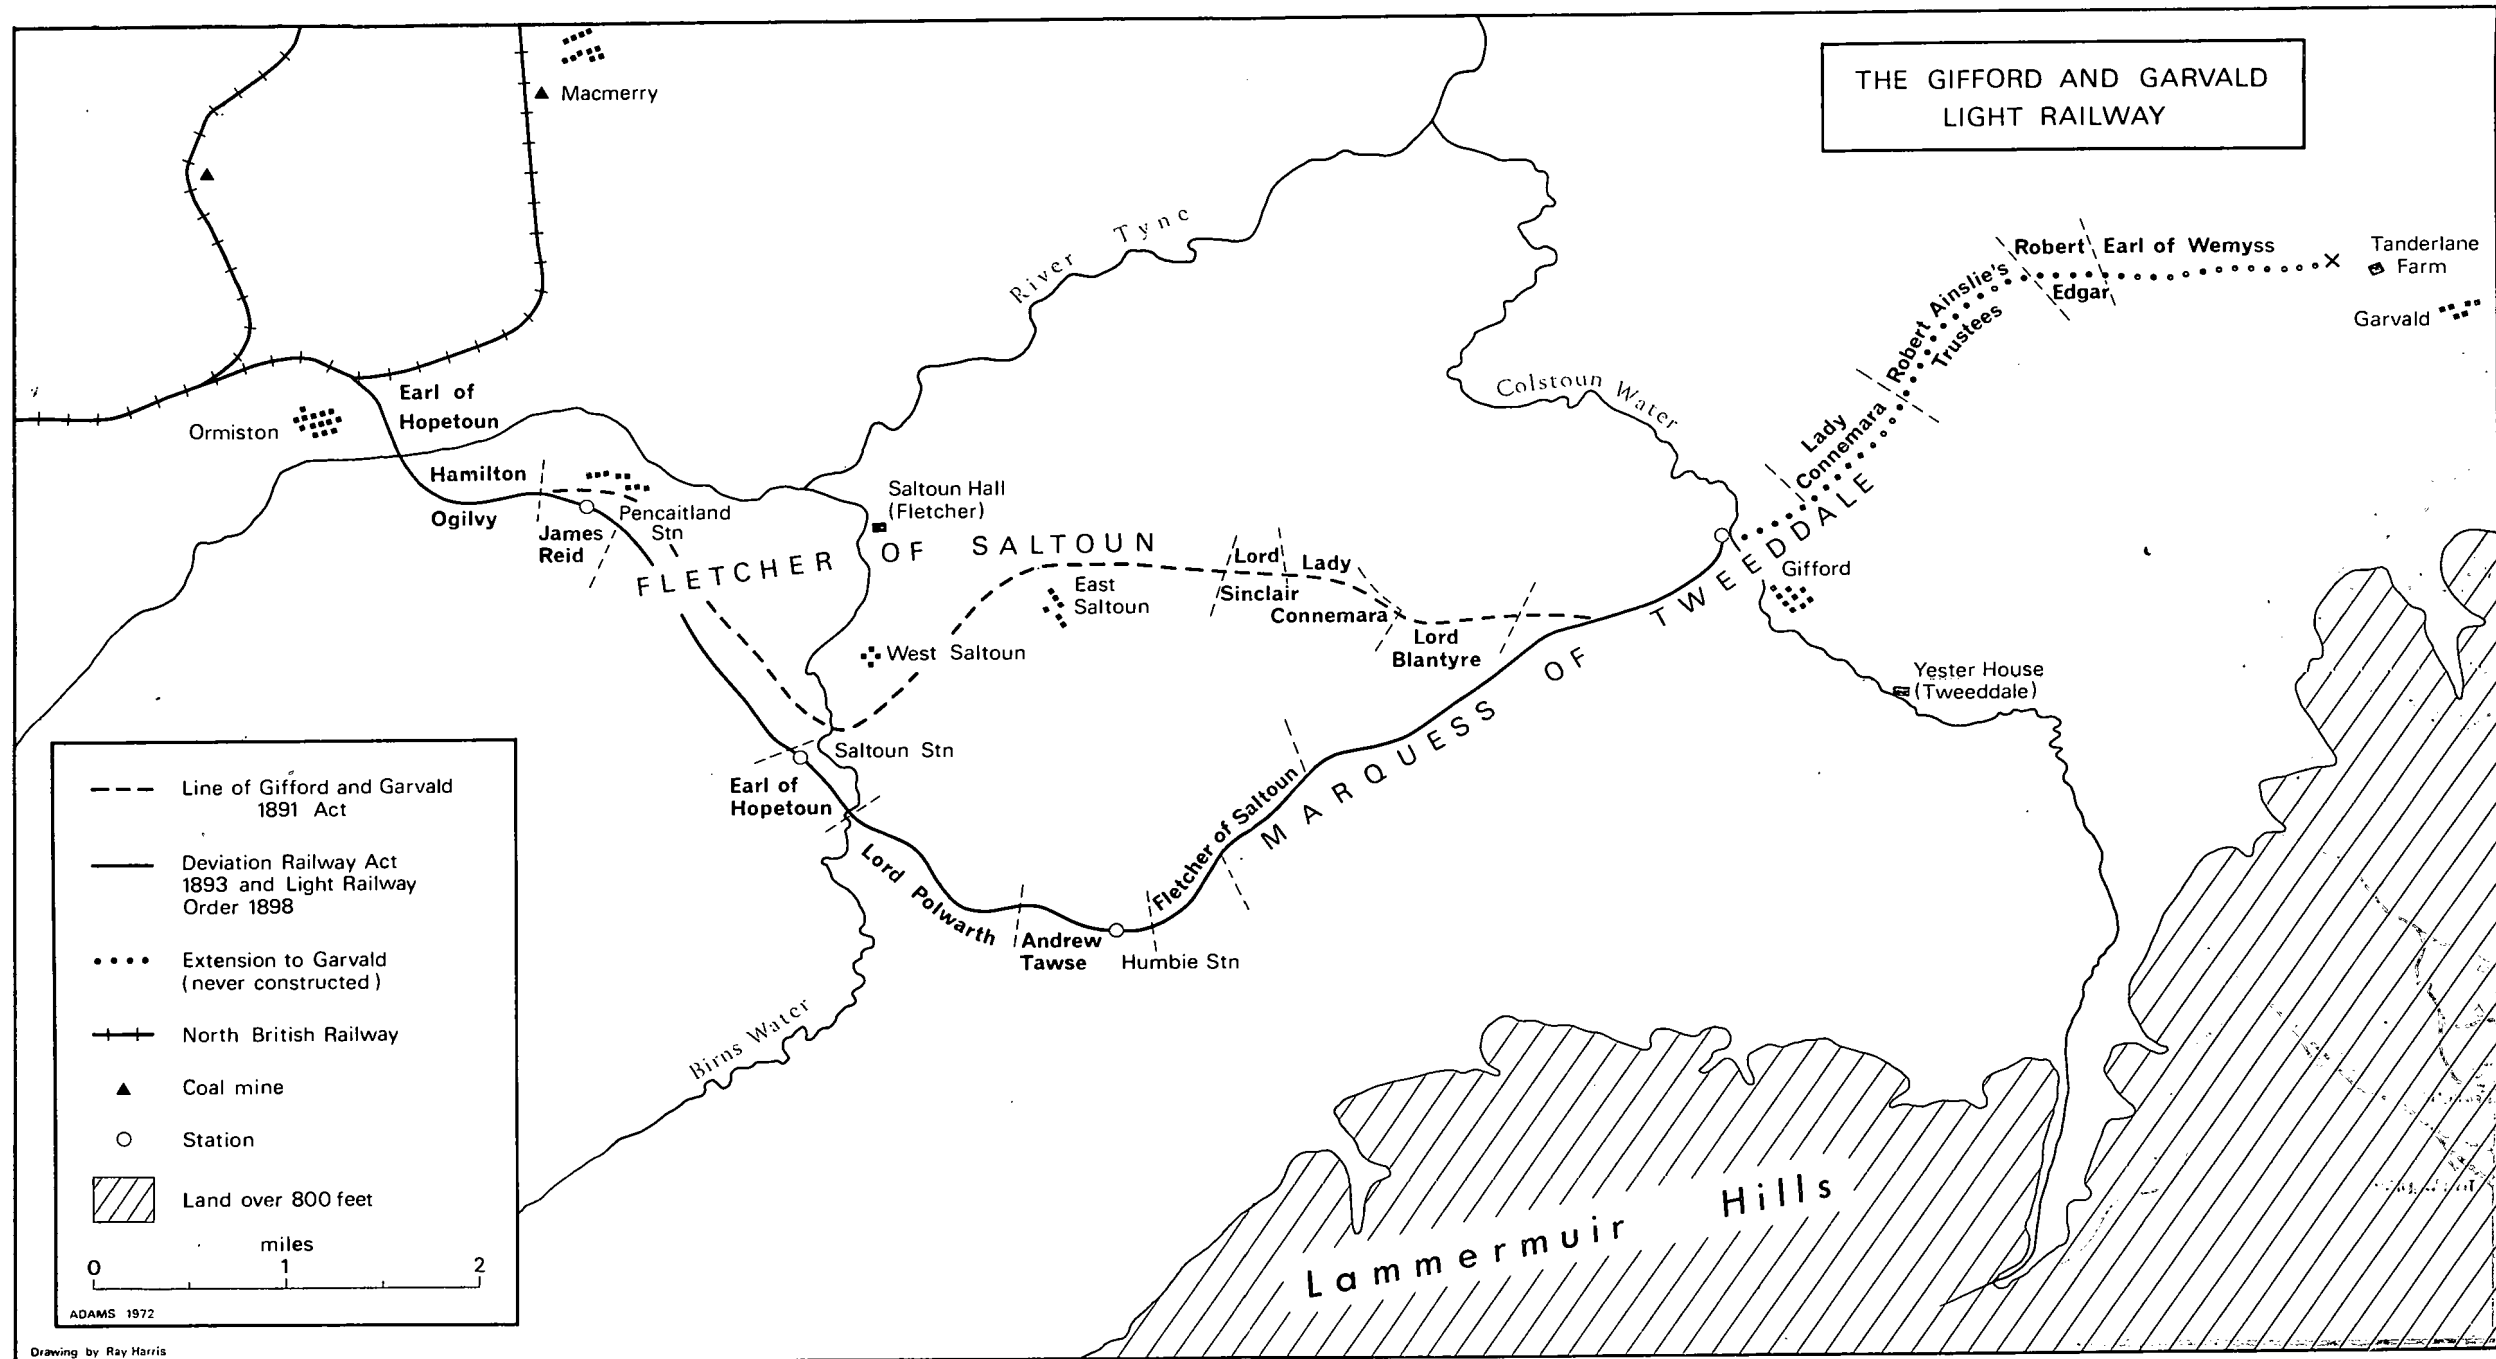 THE GIFFORD AND GARVALD
LIGHT RAILWAY
Macmerry
River Tyne
Robert
Edgar
Earl of Wemyss
Tanderlane
Farm
Garvald
Robert Ainslie's
Trustees
Colstoun Water
Lady
Connemara
Earl of
Hopetoun
Ormiston
Hamilton
Ogilvy
James
Reid
Pencaitland
Stn
Saltoun Hall
(Fletcher)
FLETCHER OF SALTOUN
East
Saltoun
West Saltoun
Lord
Sinclair
Lady
Connemara
Lord
Blantyre
Gifford
MARQUESS OF TWEEDDALE
Yester House
(Tweeddale)
Saltoun Stn
Earl of
Hopetoun
Lord Polwarth
Andrew
Tawse
Humbie Stn
Fletcher of Saltoun
Birns Water
Lammermuir Hills
Line of Gifford and Garvald
1891 Act
Deviation Railway Act
1893 and Light Railway
Order 1898
Extension to Garvald
(never constructed)
North British Railway
Coal mine
Station
Land over 800 feet
miles
0 1 2
ADAMS 1972
Drawing by Ray Harris